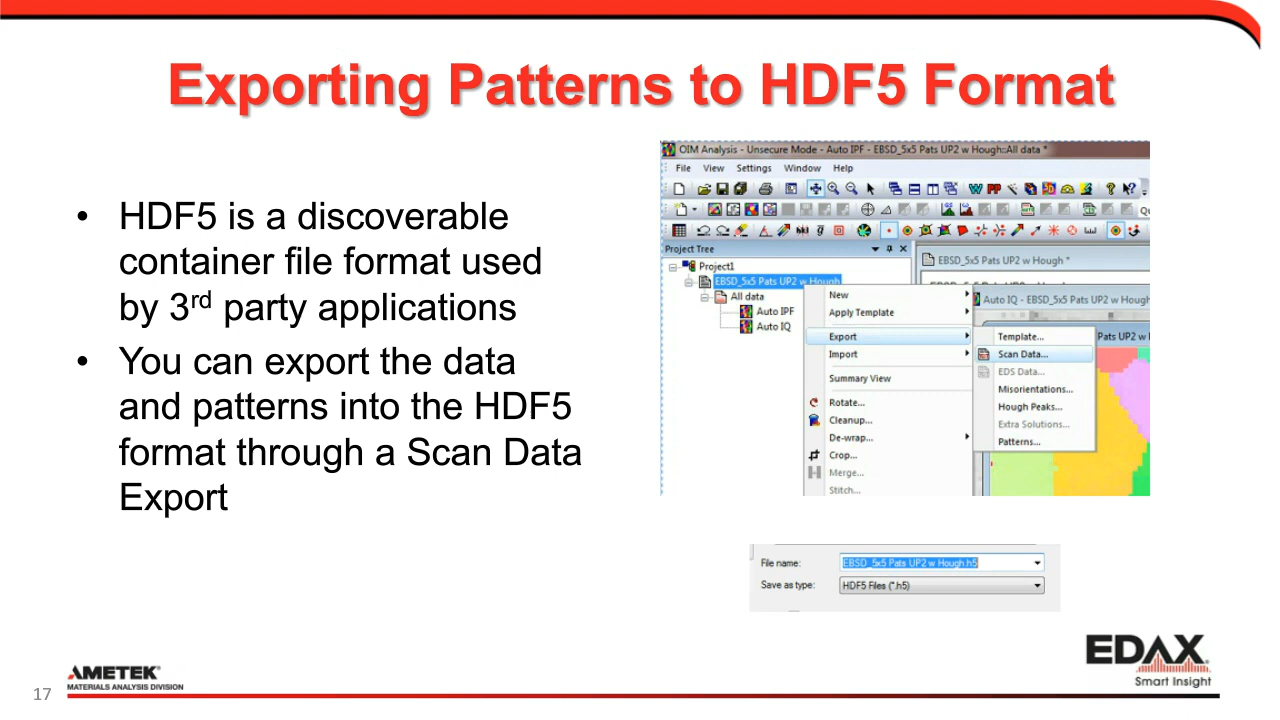 Exporting Patterns to HDF5 Format
• HDF5 is a discoverable
container file format used
by 3rd party applications
• You can export the data
and patterns into the HDF5
format through a Scan Data
Export
OIM Analysis - Unsecure Mode - Auto IPF - EBSD_5x5 Pats UP2 w Hough::All data *
File View Settings Window Help
Project Tree
Project1
EBSD_5x5 Pats UP2 w Hough
All data
Auto IPF
Auto IQ
EBSD_5x5 Pats UP2 w Hough *
Auto IQ - EBSD_5x5 Pats UP2 w Hough
Pats UP2 w
New
Apply Template
Export
Import
Summary View
Rotate...
Cleanup...
De-wrap...
Crop...
Merge...
Stitch...
Template...
Scan Data...
EDS Data...
Misorientations...
Hough Peaks...
Extra Solutions...
Patterns...
File name: EBSD_5x5 Pats UP2 w Hough.h5
Save as type: HDF5 Files (*.h5)
17
AMETEK®
MATERIALS ANALYSIS DIVISION
EDAX
Smart Insight